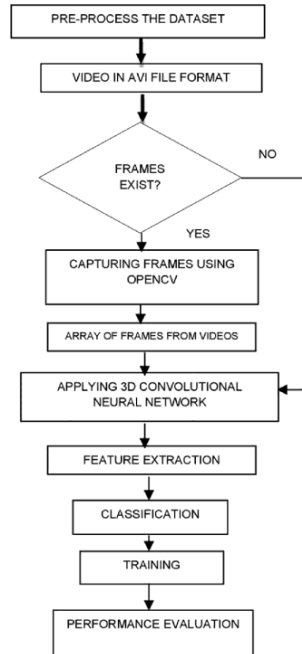 PRE-PROCESS THE DATASET
VIDEO IN AVI FILE FORMAT
FRAMES
EXIST?
NO
YES
CAPTURING FRAMES USING
OPENCV
ARRAY OF FRAMES FROM VIDEOS
APPLYING 3D CONVOLUTIONAL
NEURAL NETWORK
FEATURE EXTRACTION
CLASSIFICATION
TRAINING
PERFORMANCE EVALUATION